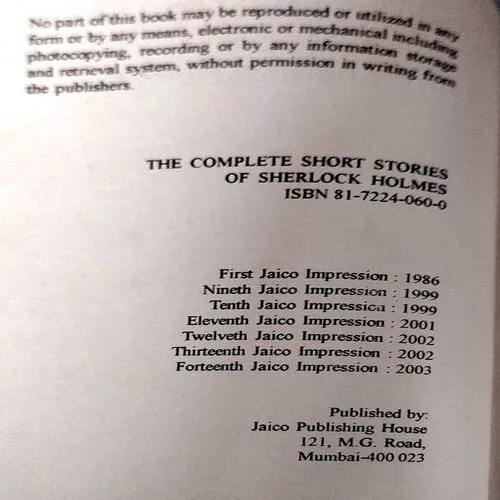 No part of this book may be reproduced or utilized in any
form or by any means, electronic or mechanical including
photocopying, recording or by any information storage
and retrieval system, without permission in writing from
the publishers.
THE COMPLETE SHORT STORIES
OF SHERLOCK HOLMES
ISBN 81-7224-060-0
First Jaico Impression : 1986
Nineth Jaico Impression : 1999
Tenth Jaico Impression : 1999
Eleventh Jaico Impression : 2001
Twelveth Jaico Impression : 2002
Thirteenth Jaico Impression : 2002
Forteenth Jaico Impression : 2003
Published by:
Jaico Publishing House
121, M.G. Road,
Mumbai-400 023